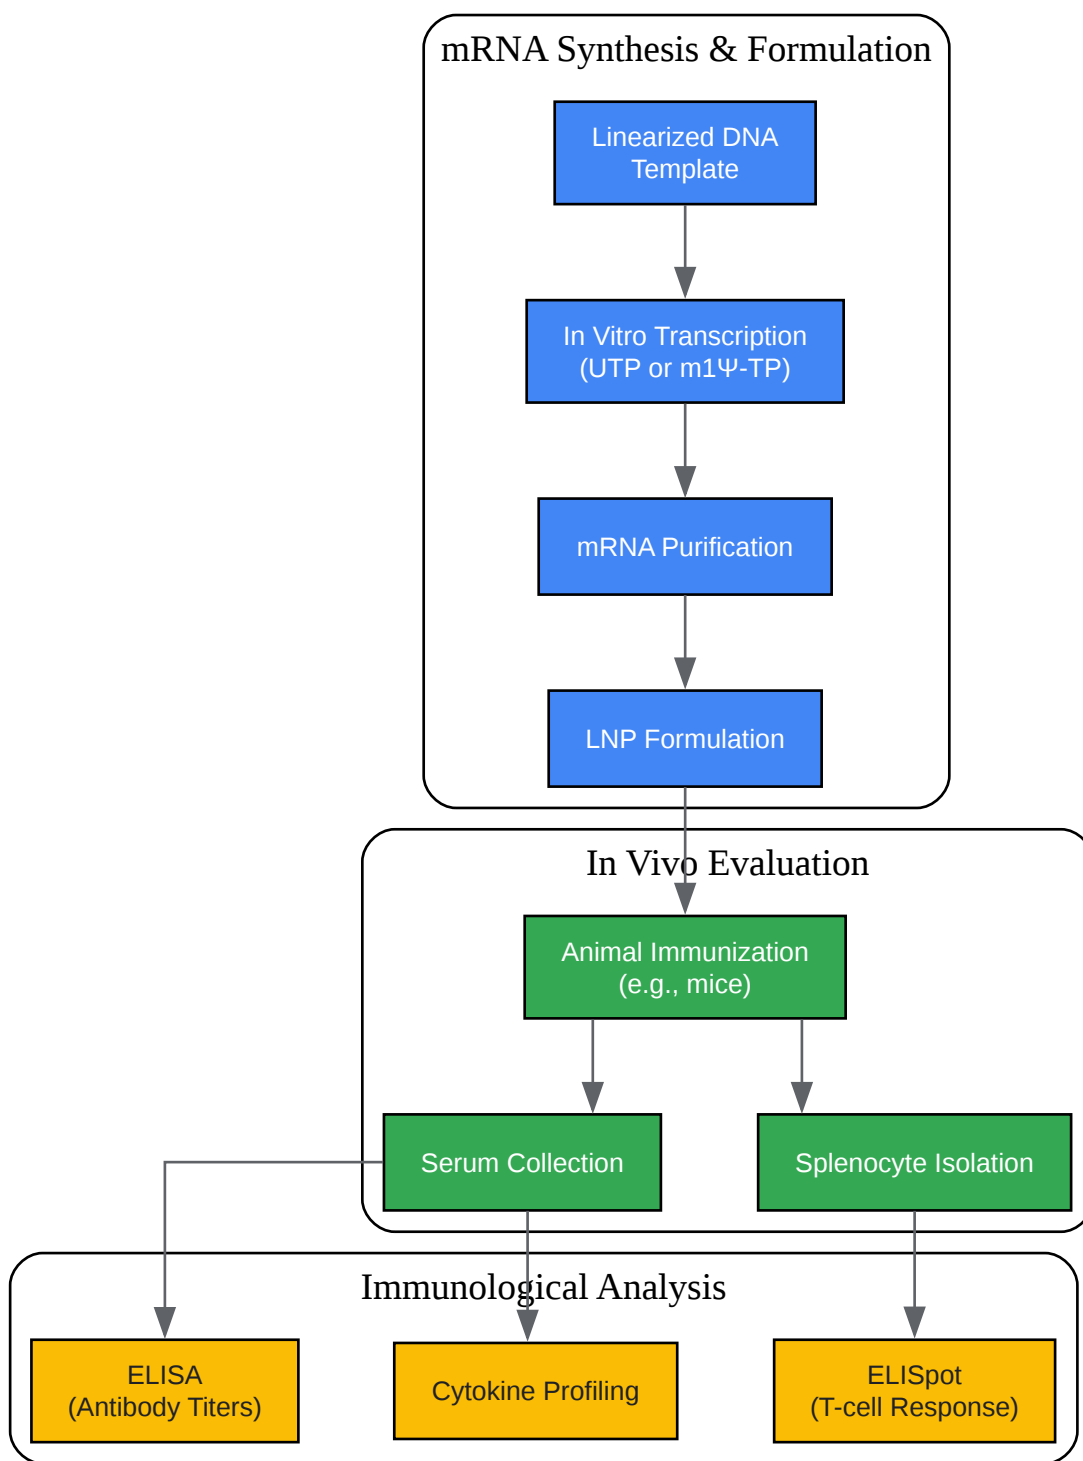 mRNA Synthesis & Formulation
Linearized DNA
Template
In Vitro Transcription
(UTP or m1Ψ-TP)
mRNA Purification
LNP Formulation
In Vivo Evaluation
Animal Immunization
(e.g., mice)
Serum Collection
Splenocyte Isolation
Immunological Analysis
ELISA
(Antibody Titers)
Cytokine Profiling
ELISpot
(T-cell Response)